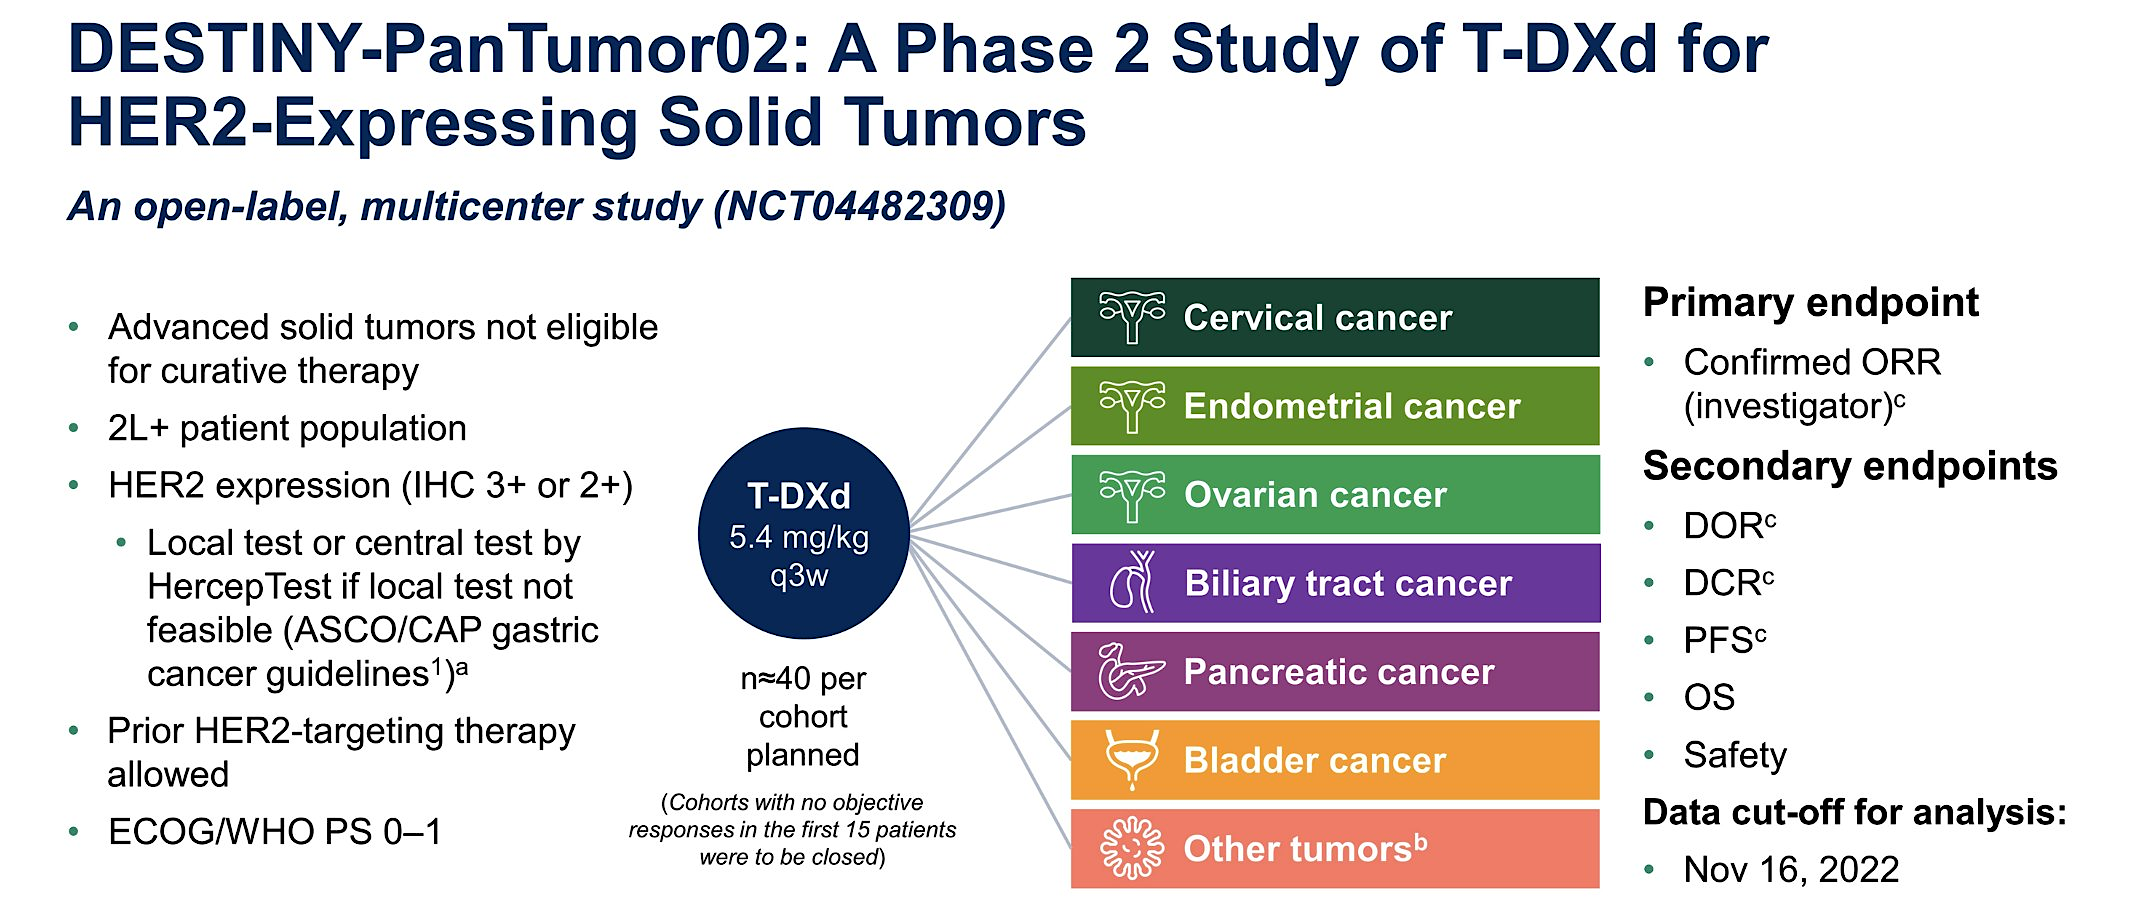 DESTINY-PanTumor02: A Phase 2 Study of T-DXd for
HER2-Expressing Solid Tumors
An open-label, multicenter study (NCT04482309)
• Advanced solid tumors not eligible
for curative therapy
• 2L+ patient population
• HER2 expression (IHC 3+ or 2+)
• Local test or central test by
HercepTest if local test not
feasible (ASCO/CAP gastric
cancer guidelines¹)ᵃ
• Prior HER2-targeting therapy
allowed
• ECOG/WHO PS 0–1
T-DXd
5.4 mg/kg
q3w
n≈40 per
cohort
planned
(Cohorts with no objective
responses in the first 15 patients
were to be closed)
Cervical cancer
Endometrial cancer
Ovarian cancer
Biliary tract cancer
Pancreatic cancer
Bladder cancer
Other tumorsᵇ
Primary endpoint
• Confirmed ORR
(investigator)ᶜ
Secondary endpoints
• DORᶜ
• DCRᶜ
• PFSᶜ
• OS
• Safety
Data cut-off for analysis:
• Nov 16, 2022